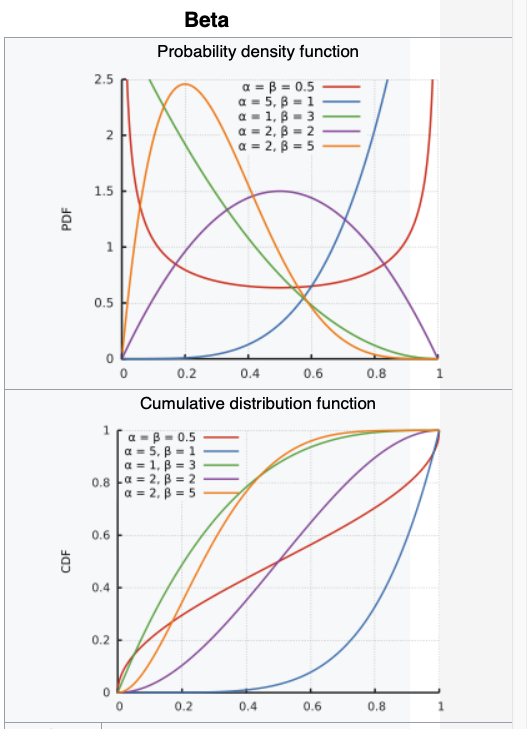 Beta
Probability density function
2.5
2
1.5
1
0.5
0
PDF
α = β = 0.5
α = 5, β = 1
α = 1, β = 3
α = 2, β = 2
α = 2, β = 5
0 0.2 0.4 0.6 0.8 1
Cumulative distribution function
1
0.8
0.6
0.4
0.2
0
CDF
α = β = 0.5
α = 5, β = 1
α = 1, β = 3
α = 2, β = 2
α = 2, β = 5
0 0.2 0.4 0.6 0.8 1